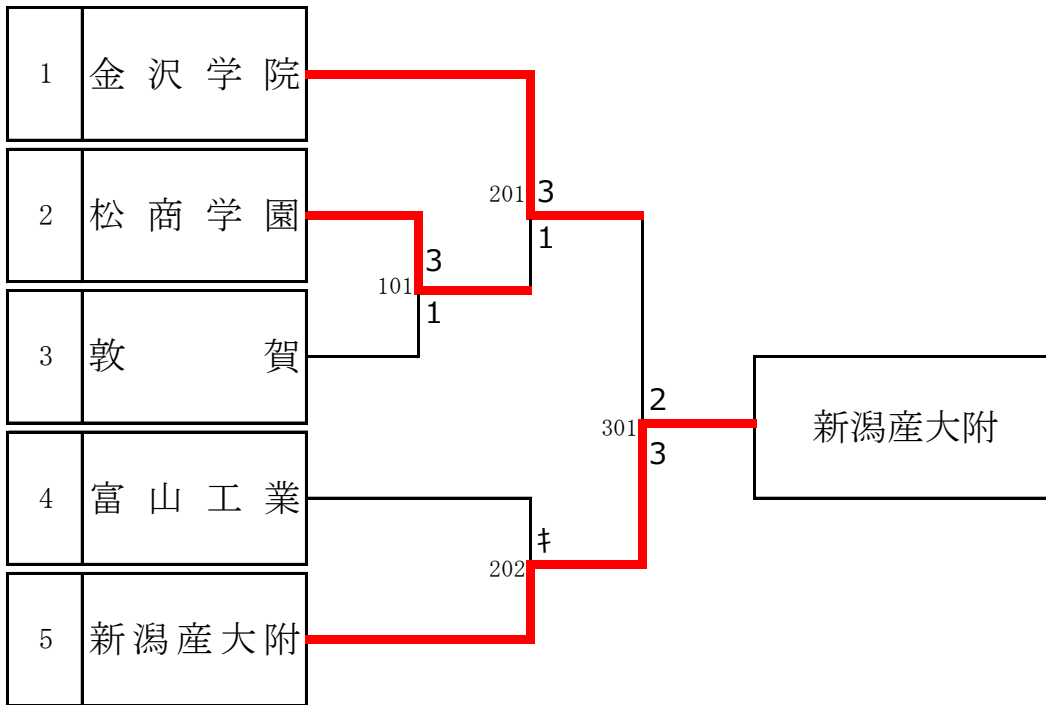 1 金沢学院
2 松商学園
3 敦賀
4 富山工業
5 新潟産大附
201 3
1
101 3
1
301 2
3
202 ｷ
新潟産大附